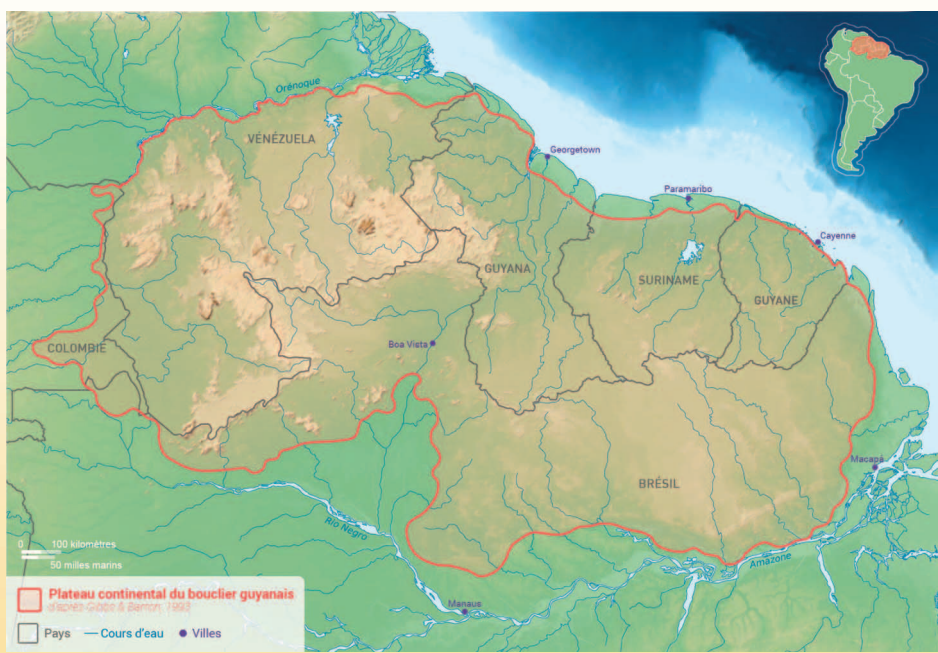 Orénoque
VÉNÉZUELA
Georgetown
Paramaribo
Cayenne
GUYANA
SURINAME
GUYANE
Boa Vista
COLOMBIE
Macapá
BRÉSIL
Rio Negro
Amazone
Manaus
0 100 kilomètres
50 milles marins
Plateau continental du bouclier guyanais
d'après Gibbs & Barron, 1993
Pays Cours d'eau Villes